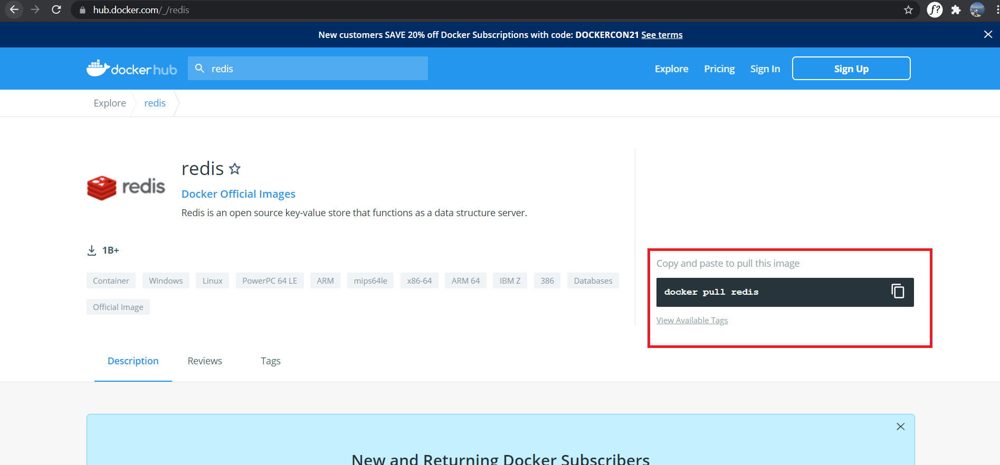 hub.docker.com/_/redis
f?
New customers SAVE 20% off Docker Subscriptions with code: DOCKERCON21 See terms
docker hub
redis
Explore
Pricing
Sign In
Sign Up
Explore
redis
redis
redis
Docker Official Images
Redis is an open source key-value store that functions as a data structure server.
1B+
Container
Windows
Linux
PowerPC 64 LE
ARM
mips64le
x86-64
ARM 64
IBM Z
386
Databases
Official Image
Copy and paste to pull this image
docker pull redis
View Available Tags
Description
Reviews
Tags
New and Returning Docker Subscribers